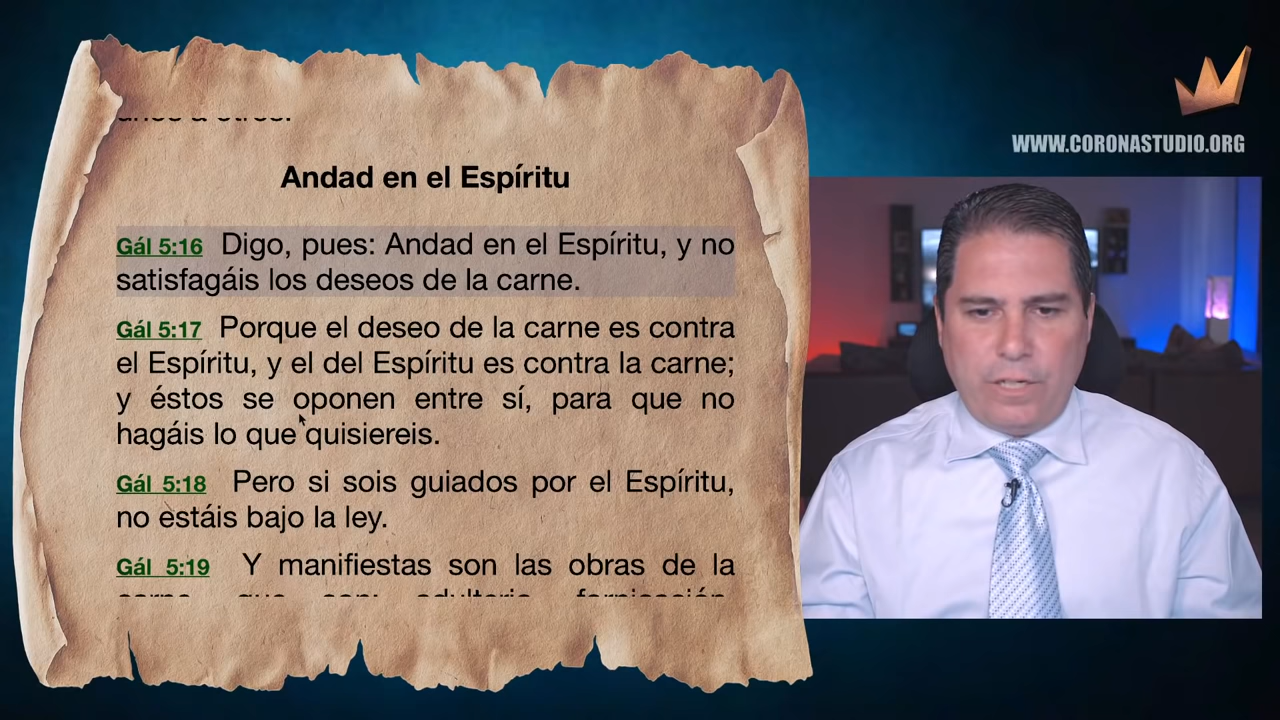 Andad en el Espíritu
Gál 5:16 Digo, pues: Andad en el Espíritu, y no
satisfagáis los deseos de la carne.
Gál 5:17 Porque el deseo de la carne es contra
el Espíritu, y el del Espíritu es contra la carne;
y éstos se oponen entre sí, para que no
hagáis lo que quisiereis.
Gál 5:18 Pero si sois guiados por el Espíritu,
no estáis bajo la ley.
Gál 5:19 Y manifiestas son las obras de la
WWW.CORONASTUDIO.ORG